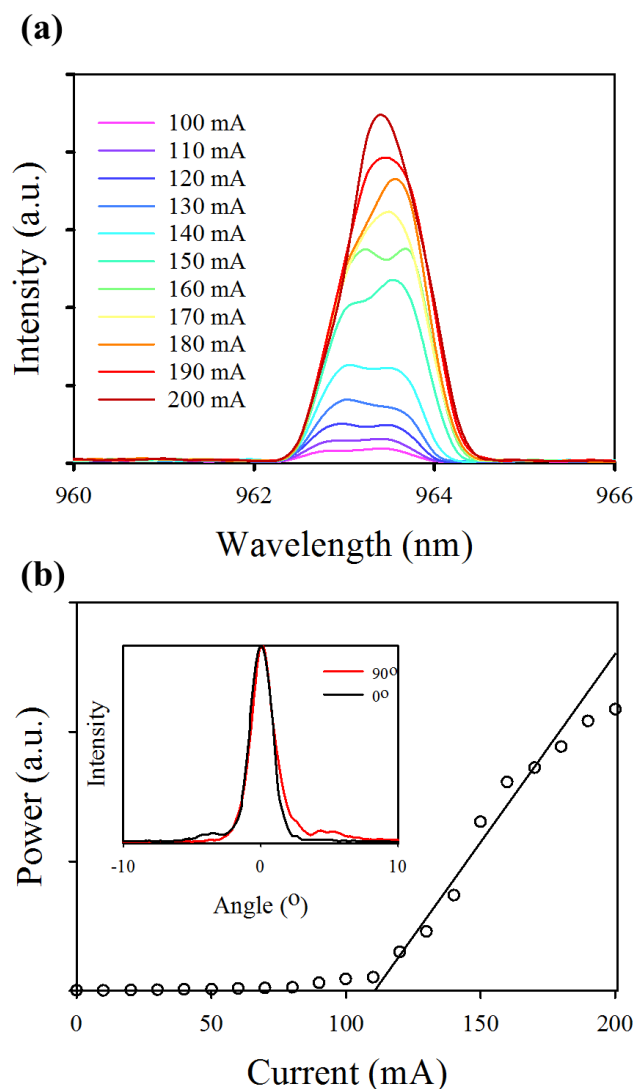 (a)
Intensity (a.u.)
100 mA
110 mA
120 mA
130 mA
140 mA
150 mA
160 mA
170 mA
180 mA
190 mA
200 mA
960
962
964
966
Wavelength (nm)
(b)
Power (a.u.)
Intensity
90º
0º
-10
0
10
Angle (º)
0
50
100
150
200
Current (mA)